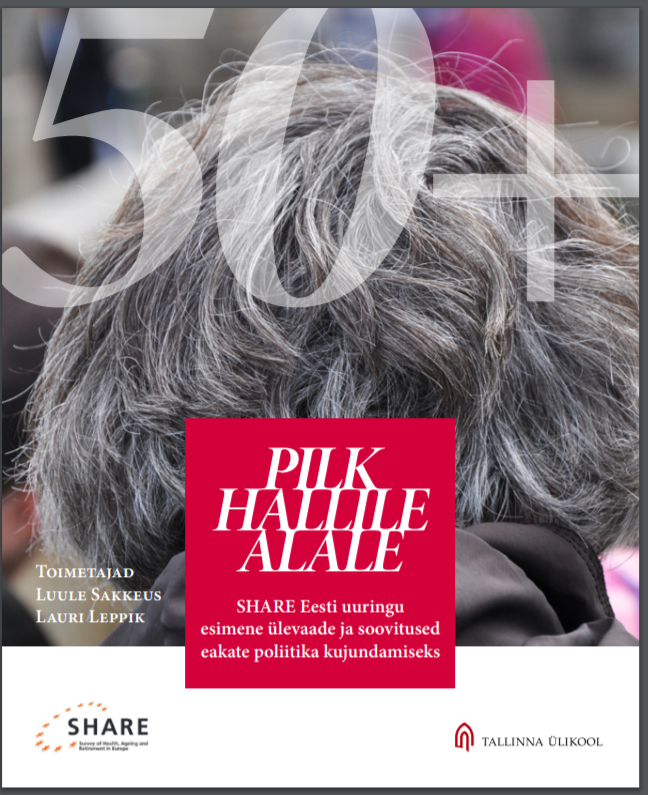 50+
PILK
HALLILE
ALALE
SHARE Eesti uuringu
esimene ülevaade ja soovitused
eakate poliitika kujundamiseks
TOIMETAJAD
LUULE SAKKEUS
LAURI LEPPIK
SHARE
Survey of Health, Ageing and
Retirement in Europe
TALLINNA ÜLIKOOL